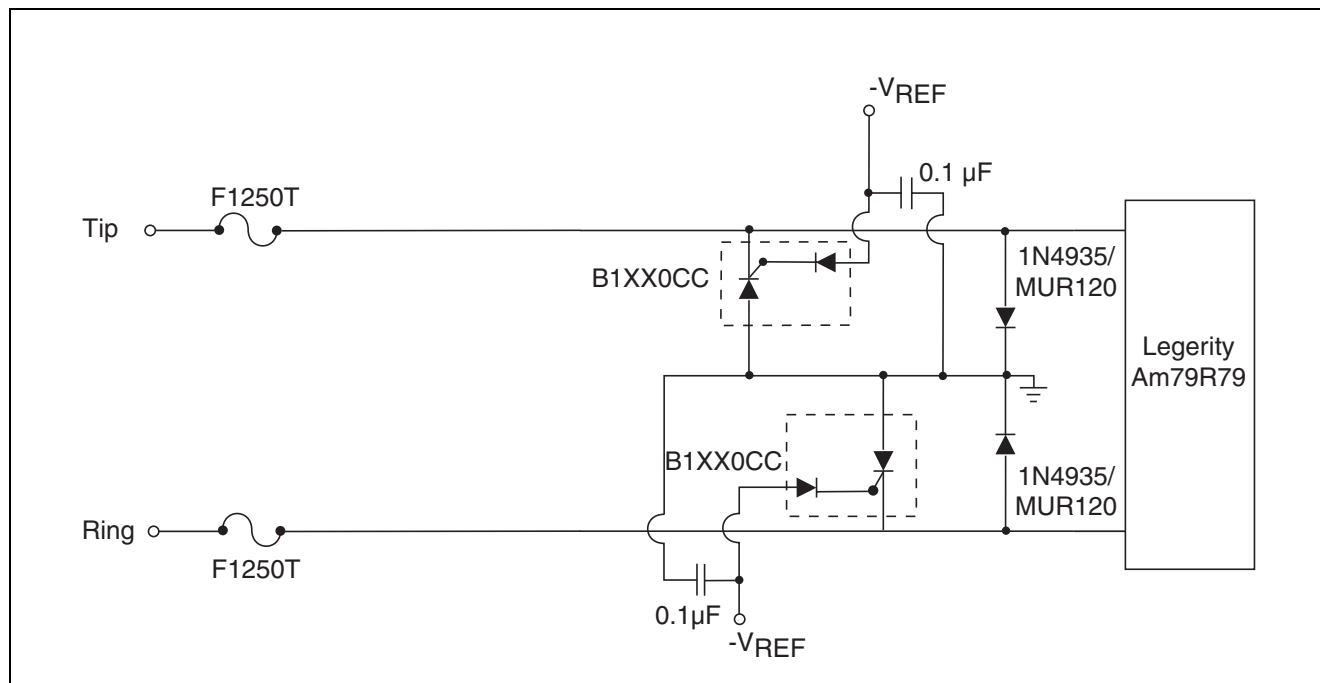 -VREF
0.1 µF
F1250T
Tip
B1XX0CC
1N4935/
MUR120
Legerity
Am79R79
B1XX0CC
1N4935/
MUR120
Ring
F1250T
0.1µF
-VREF